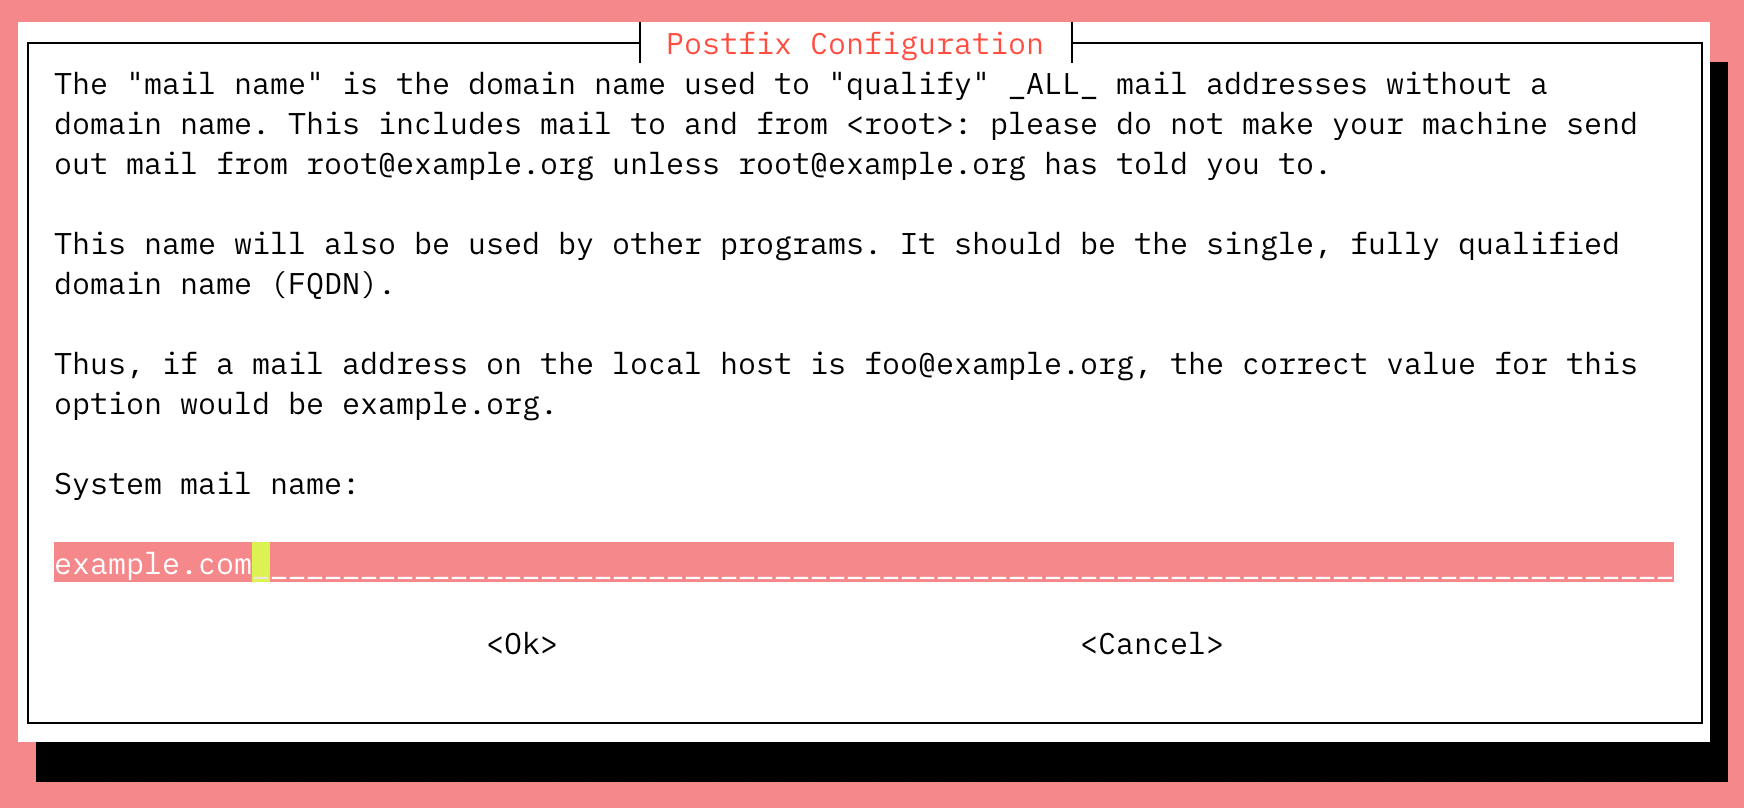 Postfix Configuration
The "mail name" is the domain name used to "qualify" _ALL_ mail addresses without a
domain name. This includes mail to and from <root>: please do not make your machine send
out mail from root@example.org unless root@example.org has told you to.
This name will also be used by other programs. It should be the single, fully qualified
domain name (FQDN).
Thus, if a mail address on the local host is foo@example.org, the correct value for this
option would be example.org.
System mail name:
example.com_______________________________________________________________________________
<Ok> <Cancel>